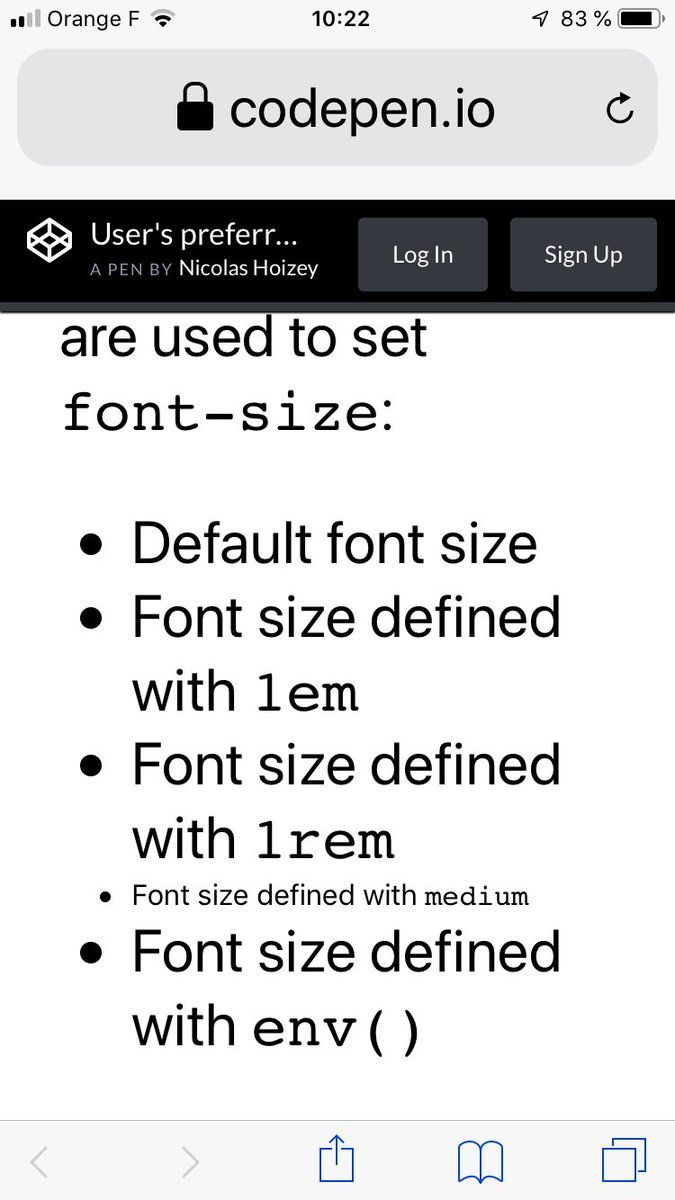 Orange F 10:22 83 %
codepen.io
User's preferr...
A PEN BY Nicolas Hoizey
Log In
Sign Up
are used to set
font-size:
• Default font size
• Font size defined
with 1em
• Font size defined
with 1rem
• Font size defined with medium
• Font size defined
with env()